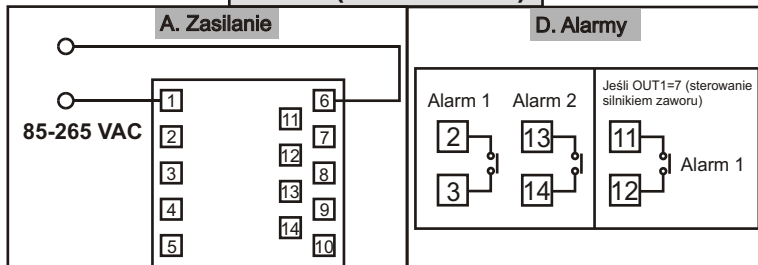 A. Zasilanie
85-265 VAC
1
2
3
4
5
11
12
13
14
6
7
8
9
10
D. Alarmy
Alarm 1
2
3
Alarm 2
13
14
Jeśli OUT1=7 (sterowanie
silnikiem zaworu)
11
12
Alarm 1